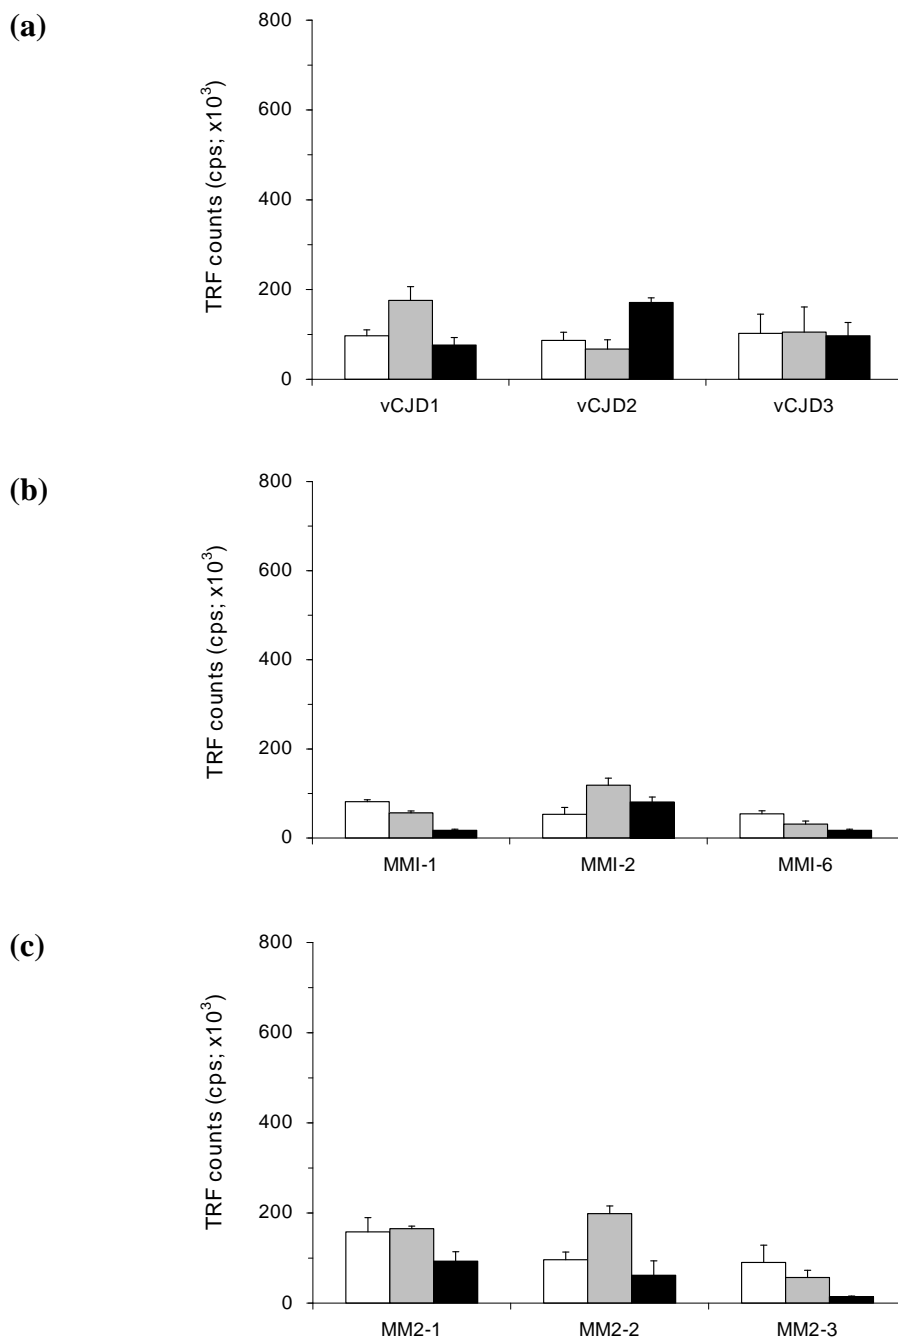 (a)
TRF counts (cps; x10³)
800
600
400
200
0
vCJD1 vCJD2 vCJD3
(b)
TRF counts (cps; x10³)
800
600
400
200
0
MMI-1 MMI-2 MMI-6
(c)
TRF counts (cps; x10³)
800
600
400
200
0
MM2-1 MM2-2 MM2-3